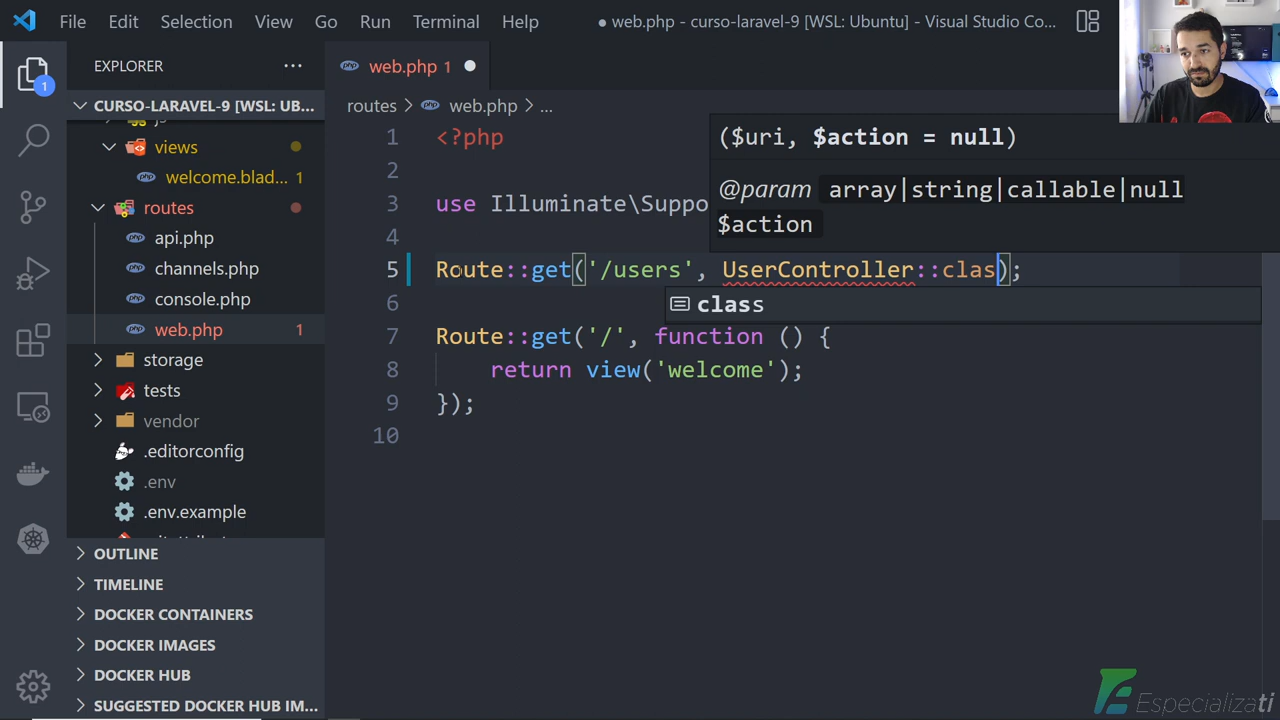 File Edit Selection View Go Run Terminal Help ● web.php - curso-laravel-9 [WSL: Ubuntu] - Visual Studio Co...
EXPLORER ...
1
CURSO-LARAVEL-9 [WSL: UB...
js
views
welcome.blad... 1
routes
api.php
channels.php
console.php
web.php 1
storage
tests
vendor
.editorconfig
.env
.env.example
OUTLINE
TIMELINE
DOCKER CONTAINERS
DOCKER IMAGES
DOCKER HUB
SUGGESTED DOCKER HUB IM...
web.php 1 ●
routes > web.php > ...
1 <?php
2
3 use Illuminate\Suppo
4
5 Route::get('/users', UserController::clas);
6
7 Route::get('/', function () {
8 return view('welcome');
9 });
10
($uri, $action = null)
@param array|string|callable|null
$action
class
Especializati